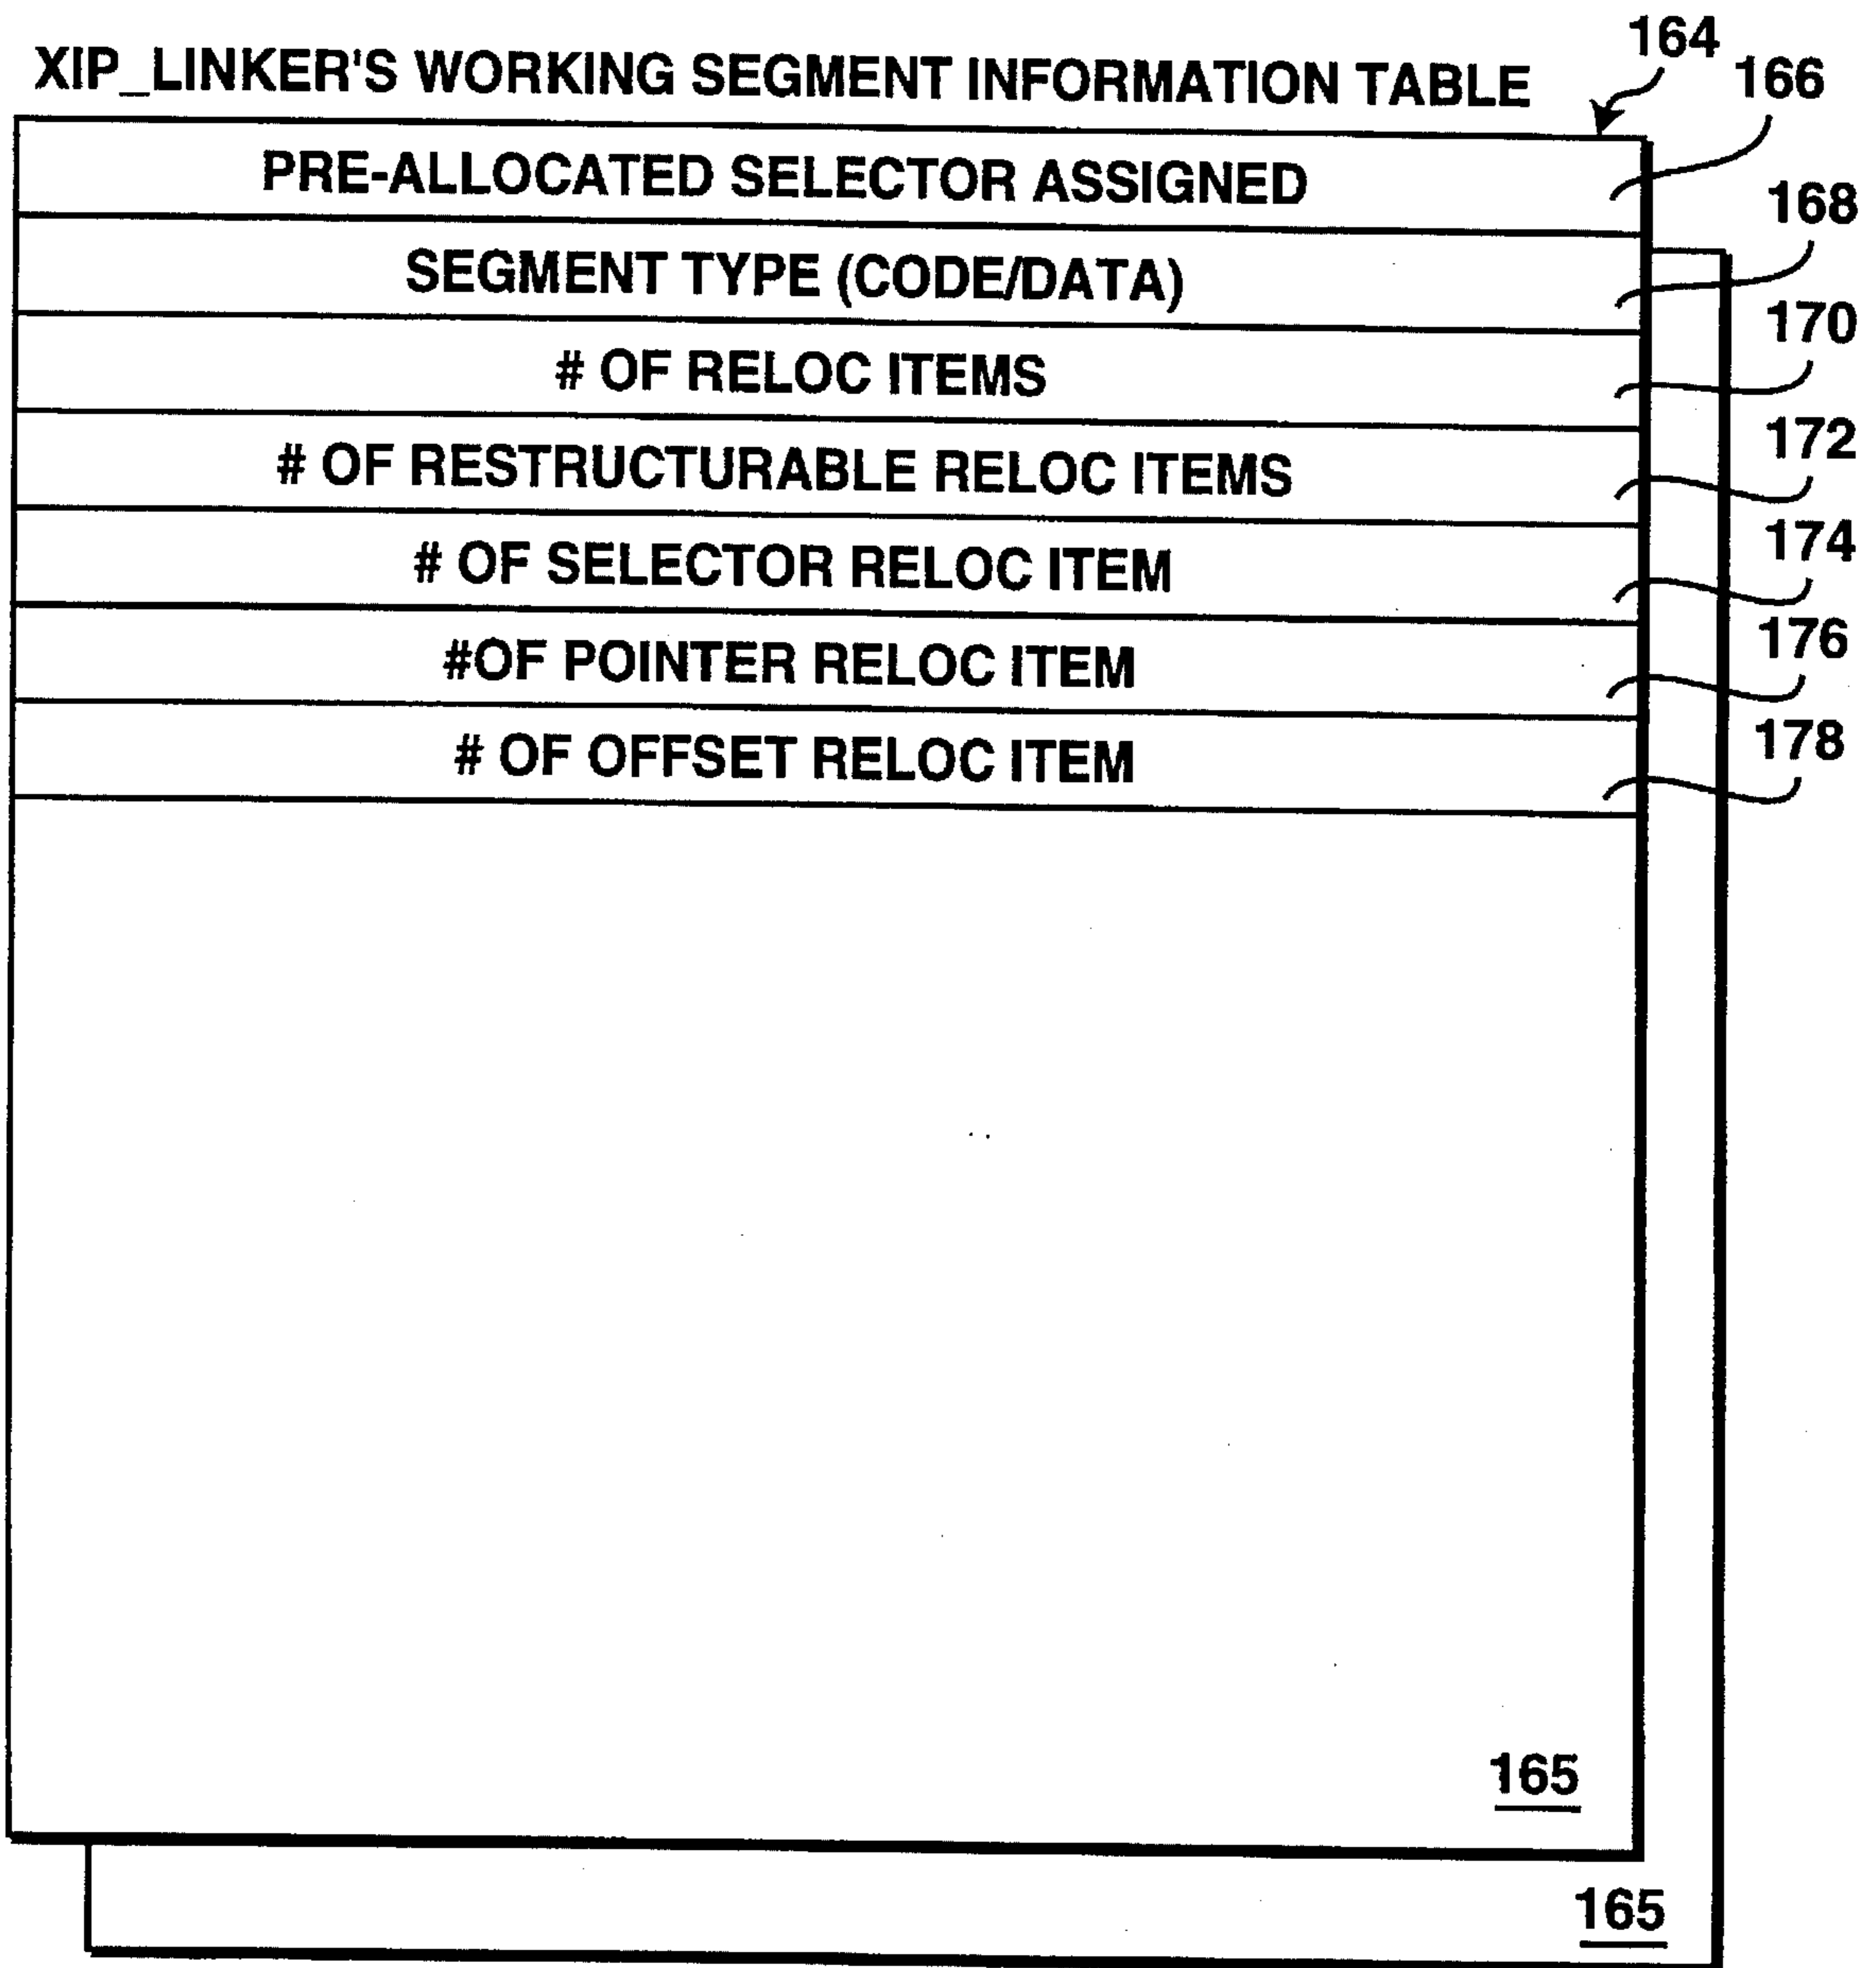 164
XIP_LINKER'S WORKING SEGMENT INFORMATION TABLE
166
PRE-ALLOCATED SELECTOR ASSIGNED
168
SEGMENT TYPE (CODE/DATA)
170
# OF RELOC ITEMS
172
# OF RESTRUCTURABLE RELOC ITEMS
174
# OF SELECTOR RELOC ITEM
176
#OF POINTER RELOC ITEM
178
# OF OFFSET RELOC ITEM
165
165